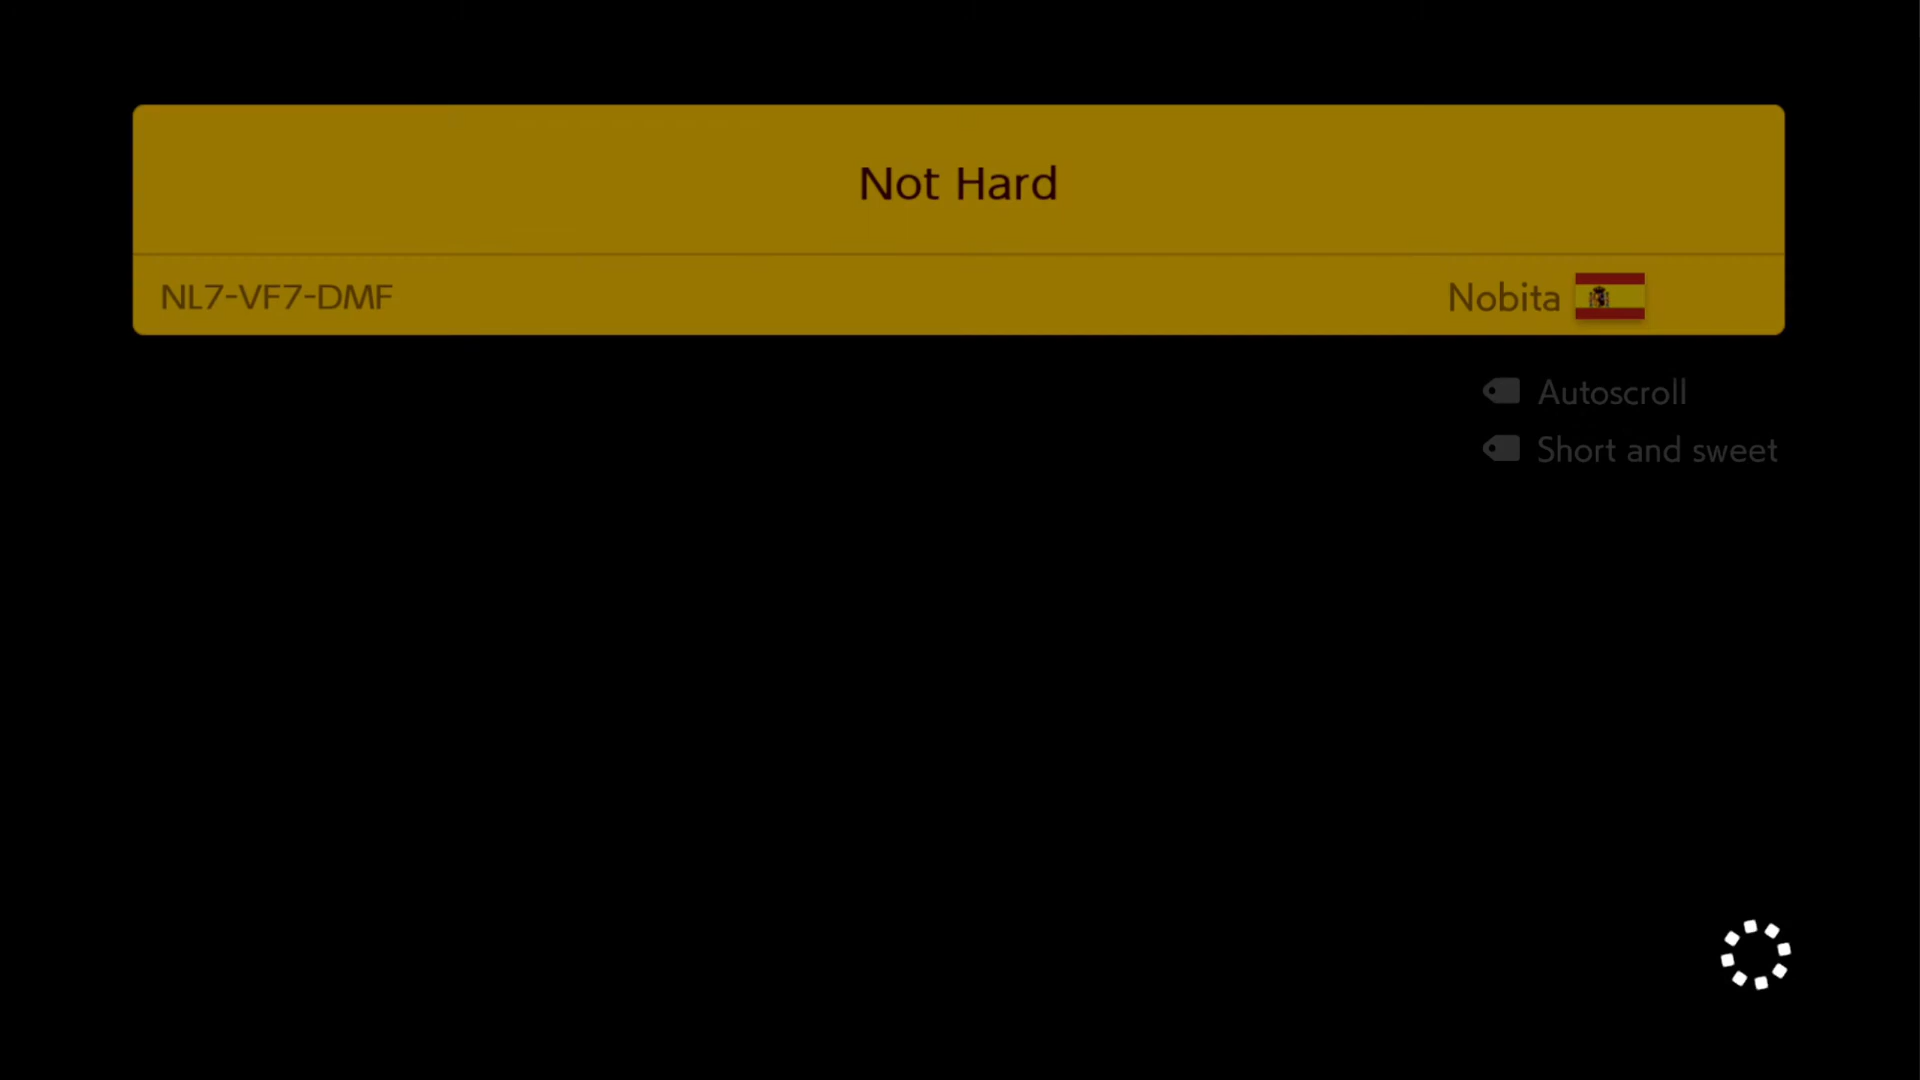 Not Hard
NL7-VF7-DMF
Nobita
Autoscroll
Short and sweet